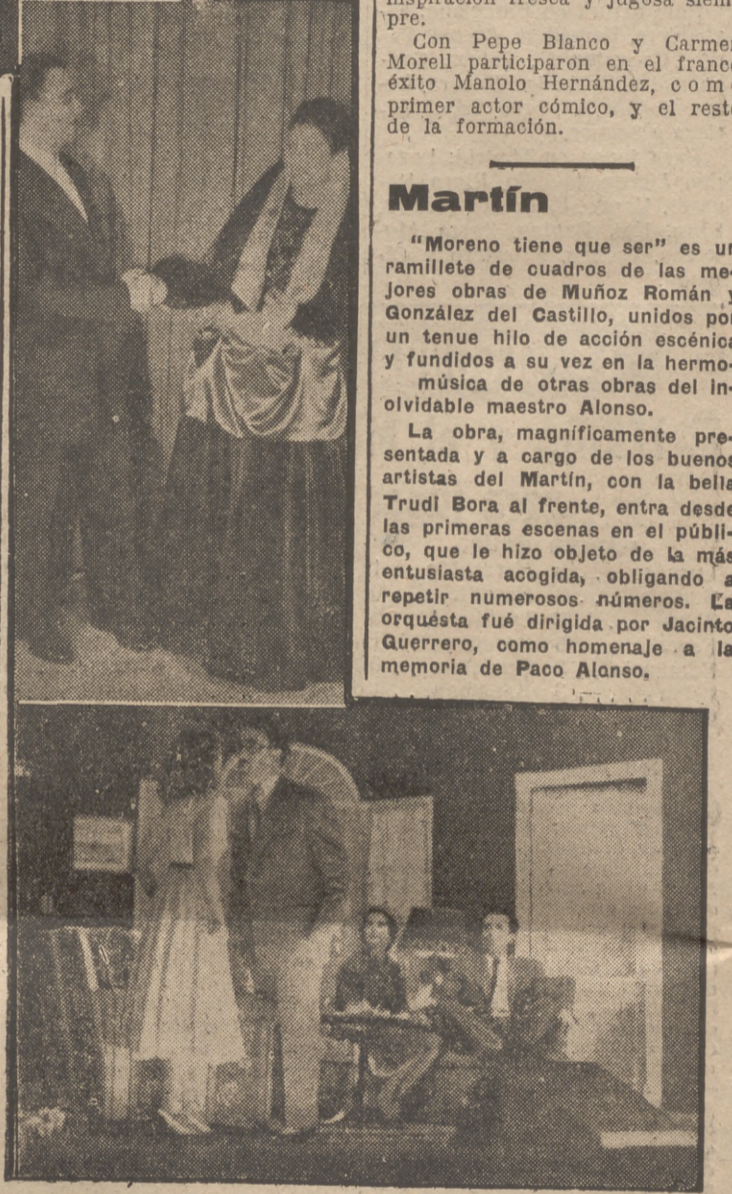 inspiración fresca y jugosa siem-
pre.
Con Pepe Blanco y Carmen
Morell participaron en el franco
éxito Manolo Hernández, com
primer actor cómico, y el resto
de la formación.
Martín
"Moreno tiene que ser" es un
ramillete de cuadros de las me-
jores obras de Muñoz Román y
González del Castillo, unidos por
un tenue hilo de acción escénica
y fundidos a su vez en la hermo-
música de otras obras del in-
olvidable maestro Alonso.
La obra, magníficamente pre-
sentada y a cargo de los buenos
artistas del Martín, con la bella
Trudi Bora al frente, entra desde
las primeras escenas en el públi-
co, que le hizo objeto de la más
entusiasta acogida, obligando a
repetir numerosos números. La
orquésta fué dirigida por Jacinto
Guerrero, como homenaje a la
memoria de Paco Alonso.